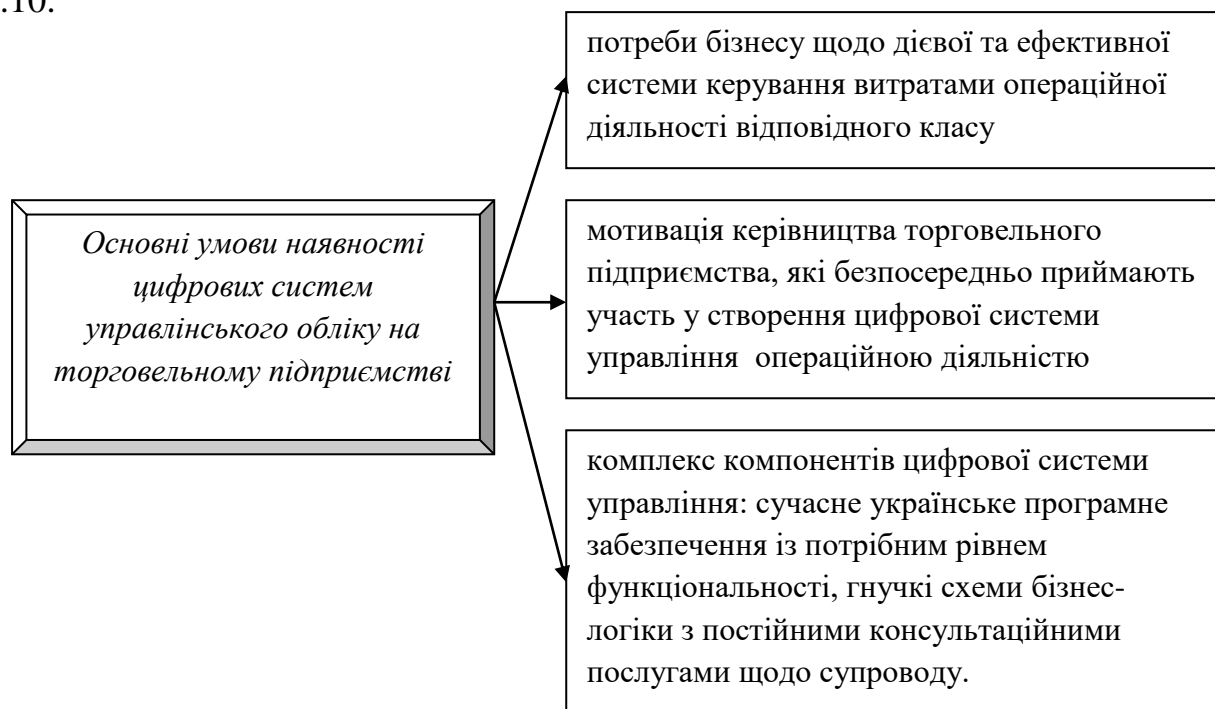 .10.
потреби бізнесу щодо дієвої та ефективної
системи керування витратами операційної
діяльності відповідного класу
Основні умови наявності
цифрових систем
управлінського обліку на
торговельному підприємстві
мотивація керівництва торговельного
підприємства, які безпосередньо приймають
участь у створення цифрової системи
управління операційною діяльністю
комплекс компонентів цифрової системи
управління: сучасне українське програмне
забезпечення із потрібним рівнем
функціональності, гнучкі схеми бізнес-
логіки з постійними консультаційними
послугами щодо супроводу.